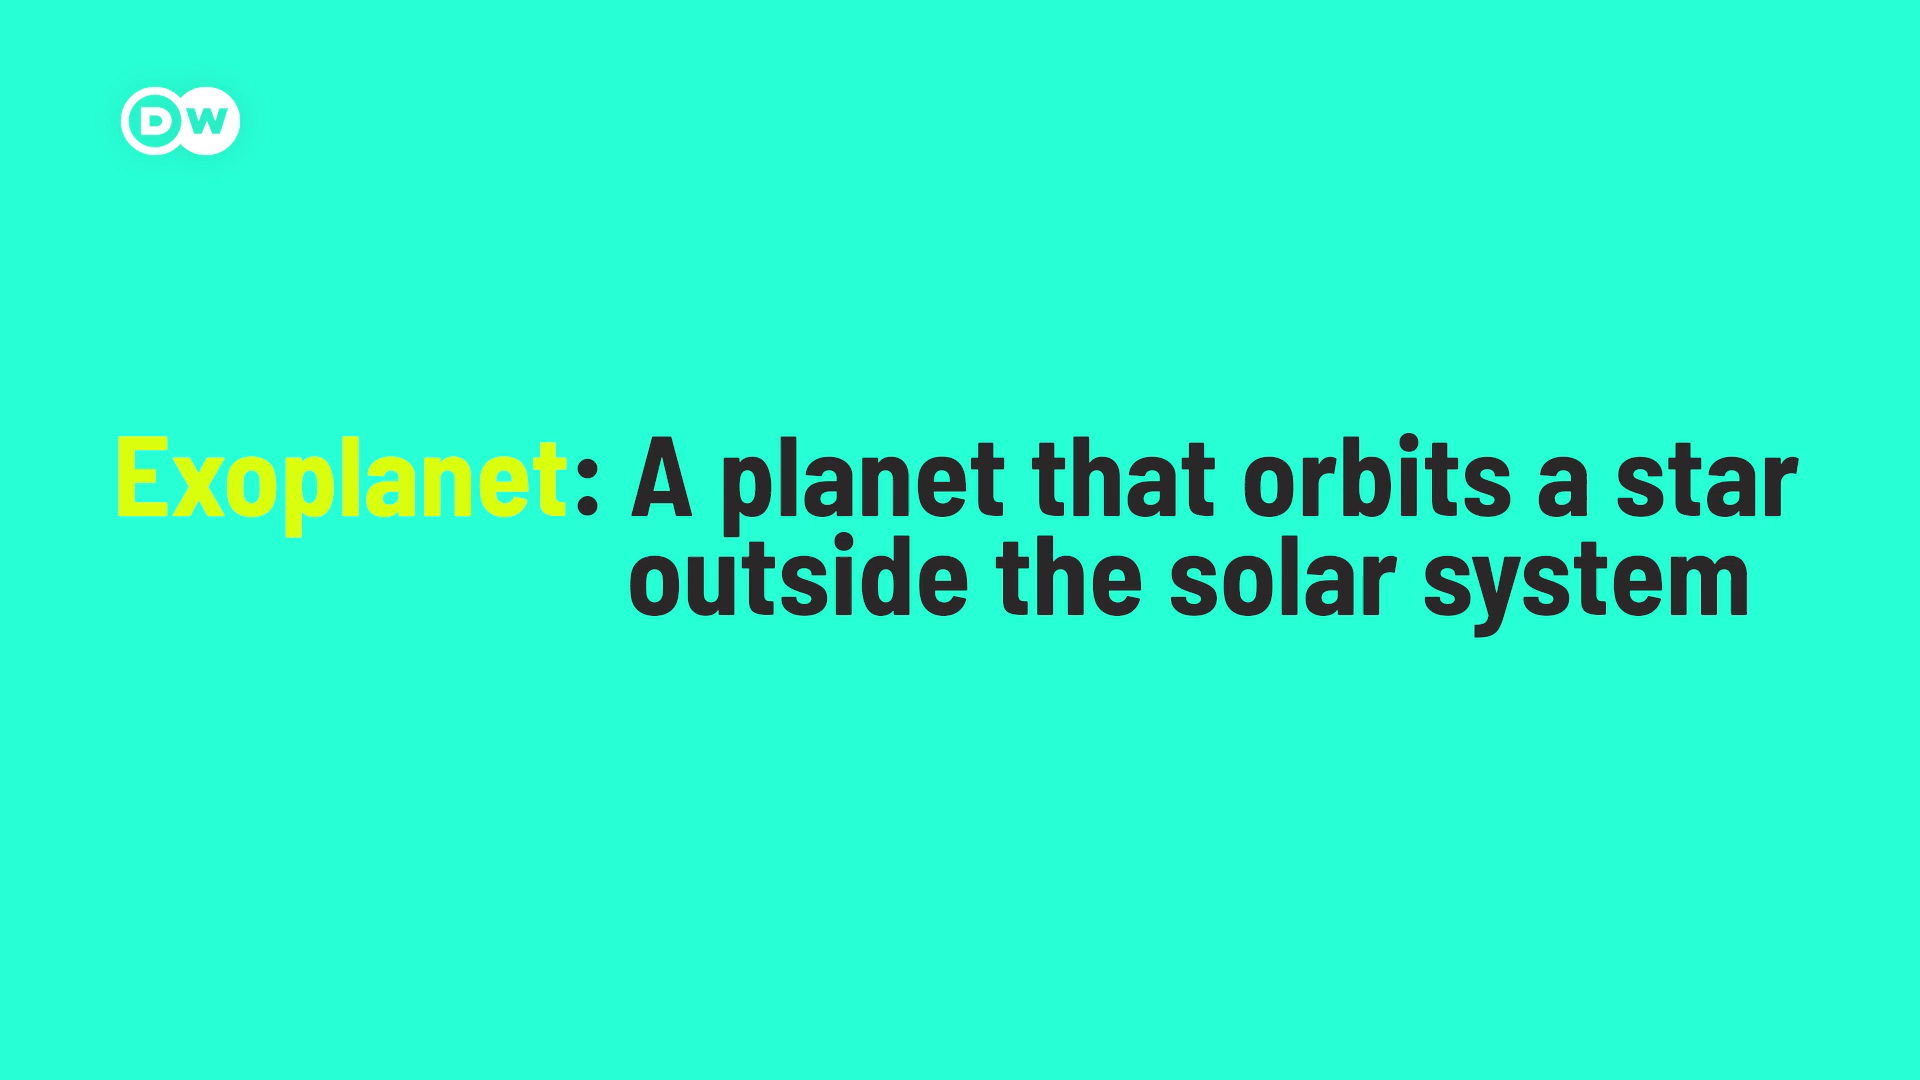 DW
Exoplanet: A planet that orbits a star
outside the solar system